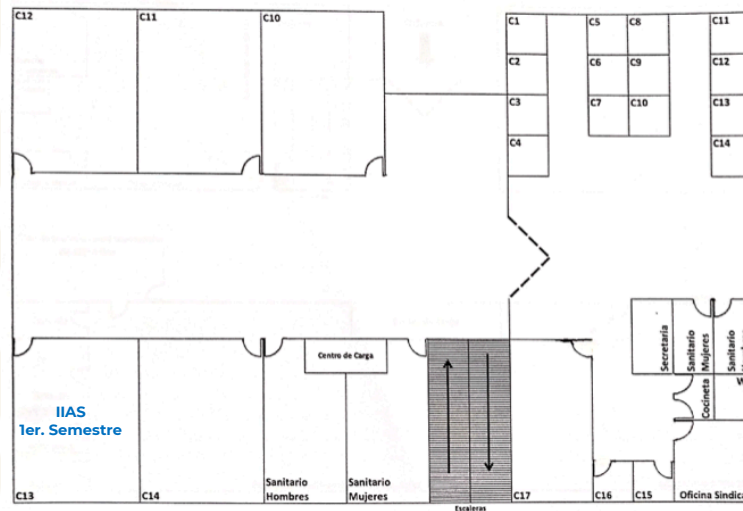 C12
C11
C10
C1
C5
C8
C11
C2
C6
C9
C12
C3
C7
C10
C13
C4
C14
Centro de Carga
Secretaria
Sanitario
Mujeres
Sanitario
Cocineta
IIAS
1er. Semestre
C13
C14
Sanitario
Hombres
Sanitario
Mujeres
Escaleras
C17
C16
C15
Oficina Sindica